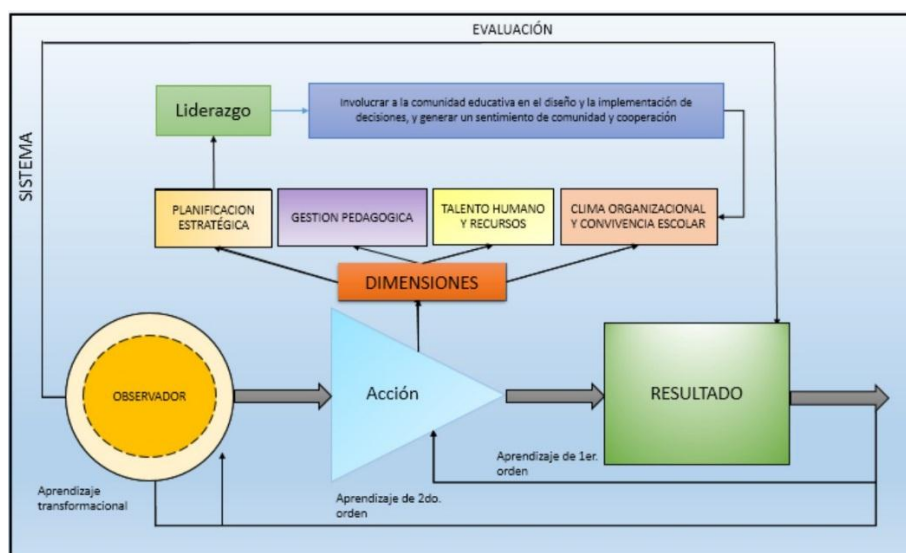 EVALUACIÓN
SISTEMA
Liderazgo
Involucrar a la comunidad educativa en el diseño y la implementación de
decisiones, y generar un sentimiento de comunidad y cooperación
PLANIFICACION
ESTRATÉGICA
GESTION PEDAGOGICA
TALENTO HUMANO
Y RECURSOS
CLIMA ORGANIZACIONAL
Y CONVIVENCIA ESCOLAR
DIMENSIONES
OBSERVADOR
Acción
RESULTADO
Aprendizaje de 1er.
orden
Aprendizaje de 2do.
orden
Aprendizaje
transformacional